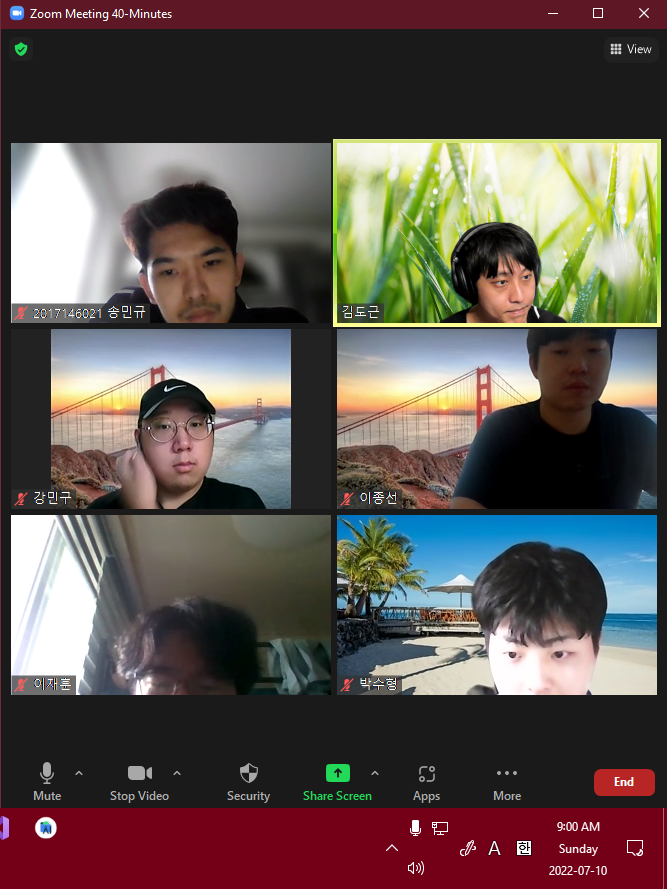 Zoom Meeting 40-Minutes
View
2017146021 송민규
김도근
강민구
이종선
이재훈
박수형
Mute
Stop Video
Security
Share Screen
Apps
More
End
9:00 AM
A
한
Sunday
2022-07-10